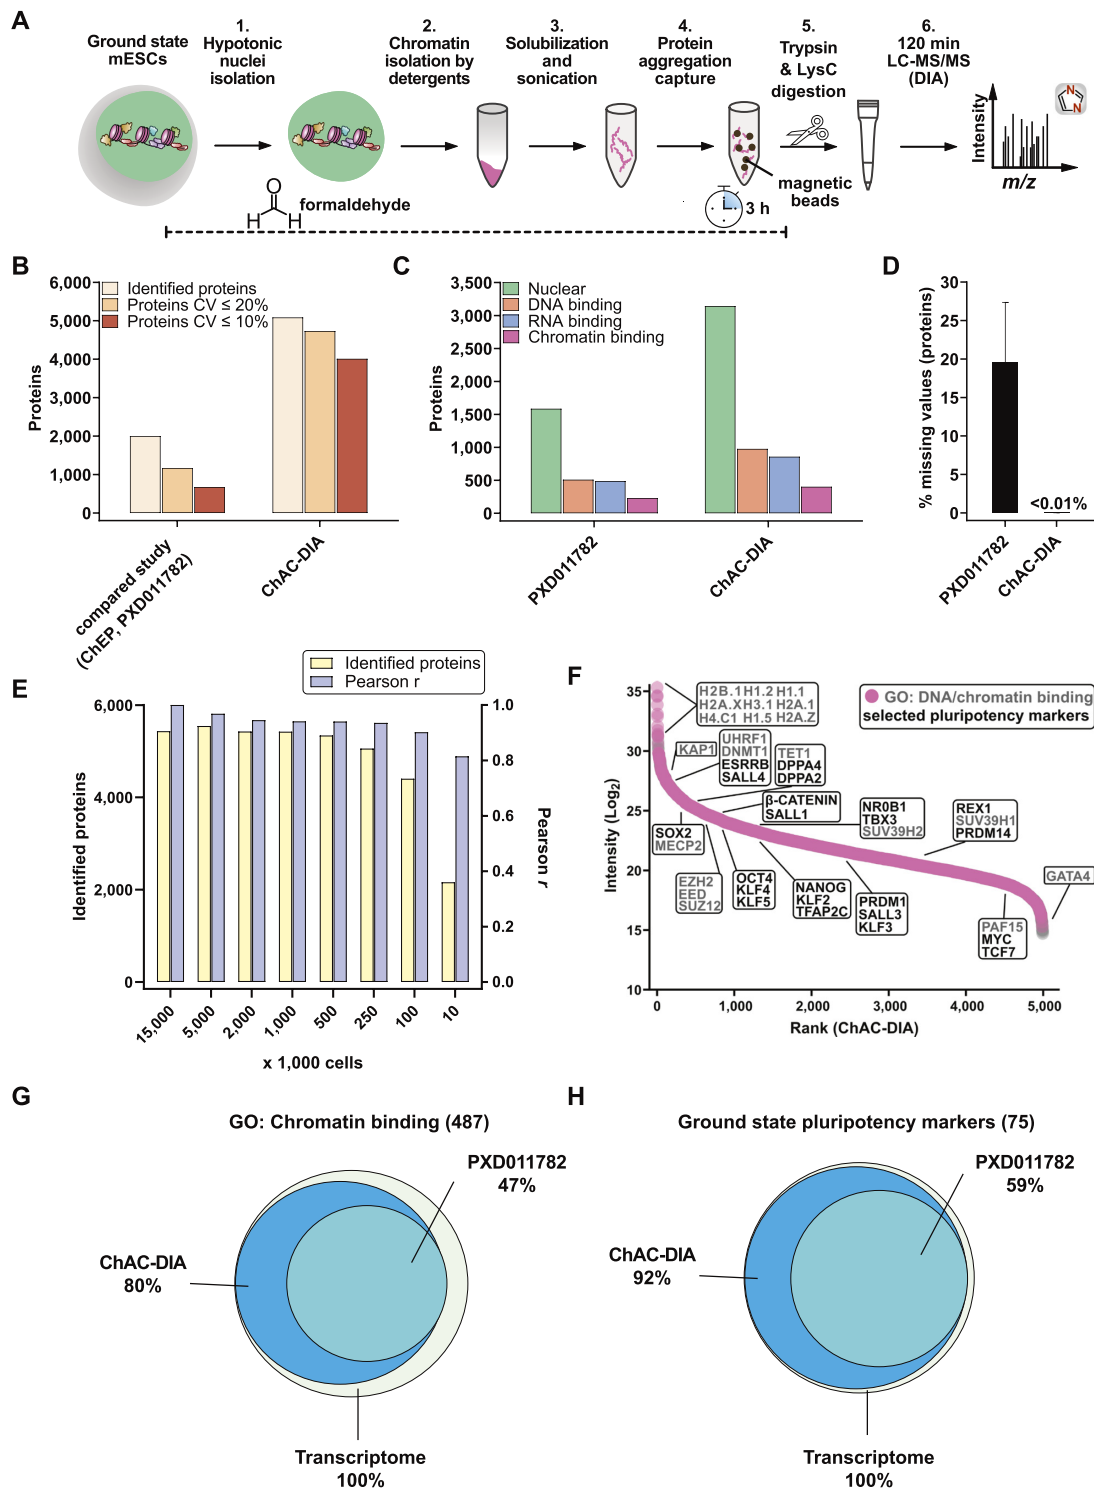 A
Ground state
mESCs
1.
Hypotonic
nuclei
isolation
2.
Chromatin
isolation by
detergents
3.
Solubilization
and
sonication
4.
Protein
aggregation
capture
5.
Trypsin
& LysC
digestion
6.
120 min
LC-MS/MS
(DIA)
O
H H
formaldehyde
3 h
magnetic
beads
Intensity
m/z
N
N
B
Proteins
6,000
5,000
4,000
3,000
2,000
1,000
0
Identified proteins
Proteins CV ≤ 20%
Proteins CV ≤ 10%
compared study
(ChEP, PXD011782)
ChAC-DIA
C
Proteins
3,500
3,000
2,500
2,000
1,500
1,000
500
0
Nuclear
DNA binding
RNA binding
Chromatin binding
PXD011782
ChAC-DIA
D
% missing values (proteins)
30
25
20
15
10
5
0
<0.01%
PXD011782
ChAC-DIA
E
Identified proteins
Pearson r
Identified proteins
6,000
4,000
2,000
0
1.0
0.8
0.6
0.4
0.2
0.0
Pearson r
15,000
5,000
2,000
1,000
500
250
100
10
x 1,000 cells
F
Intensity (Log2)
35
30
25
20
15
10
GO: DNA/chromatin binding
selected pluripotency markers
H2B.1 H1.2 H1.1
H2A.X H3.1 H2A.1
H4.C1 H1.5 H2A.Z
KAP1
UHRF1
DNMT1
ESRRB
SALL4
TET1
DPPA4
DPPA2
β-CATENIN
SALL1
NR0B1
TBX3
SUV39H2
REX1
SUV39H1
PRDM14
SOX2
MECP2
EZH2
EED
SUZ12
OCT4
KLF4
KLF5
NANOG
KLF2
TFAP2C
PRDM1
SALL3
KLF3
GATA4
PAF15
MYC
TCF7
0
1,000
2,000
3,000
4,000
5,000
Rank (ChAC-DIA)
G
GO: Chromatin binding (487)
PXD011782
47%
ChAC-DIA
80%
Transcriptome
100%
H
Ground state pluripotency markers (75)
PXD011782
59%
ChAC-DIA
92%
Transcriptome
100%